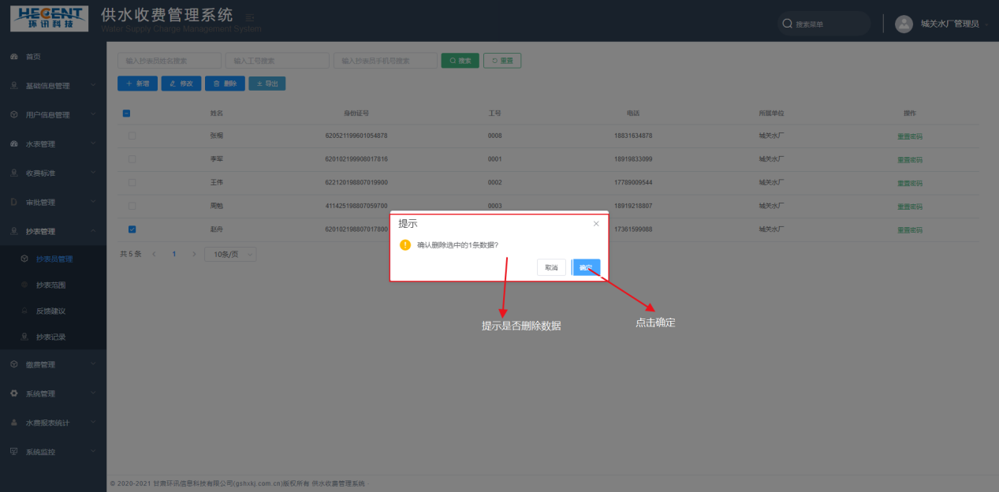 HECENT
环讯科技
供水收费管理系统
Water Supply Charge Management System
搜索菜单
城关水厂管理员
首页
基础信息管理
用户信息管理
水表管理
收费标准
审批管理
抄表管理
抄表员管理
抄表范围
反馈建议
抄表记录
缴费管理
系统管理
水费报表统计
系统监控
输入抄表员姓名搜索 输入工号搜索 输入抄表员手机号搜索 搜索 重置
新增 修改 删除 导出
姓名 身份证号 工号 电话 所属单位 操作
张桐 620521199601054878 0008 18831634878 城关水厂 重置密码
李军 620102199908017816 0001 18919833099 城关水厂 重置密码
王伟 622120198807019900 0002 17789009544 城关水厂 重置密码
周勉 411425198807059700 0003 18919218807 城关水厂 重置密码
赵舟 620102198807017800 17361599088 城关水厂 重置密码
共 5 条 1 10条/页
提示
确认删除选中的1条数据?
取消 确定
提示是否删除数据
点击确定
© 2020-2021 甘肃环讯信息科技有限公司(gshxkj.com.cn)版权所有 供水收费管理系统